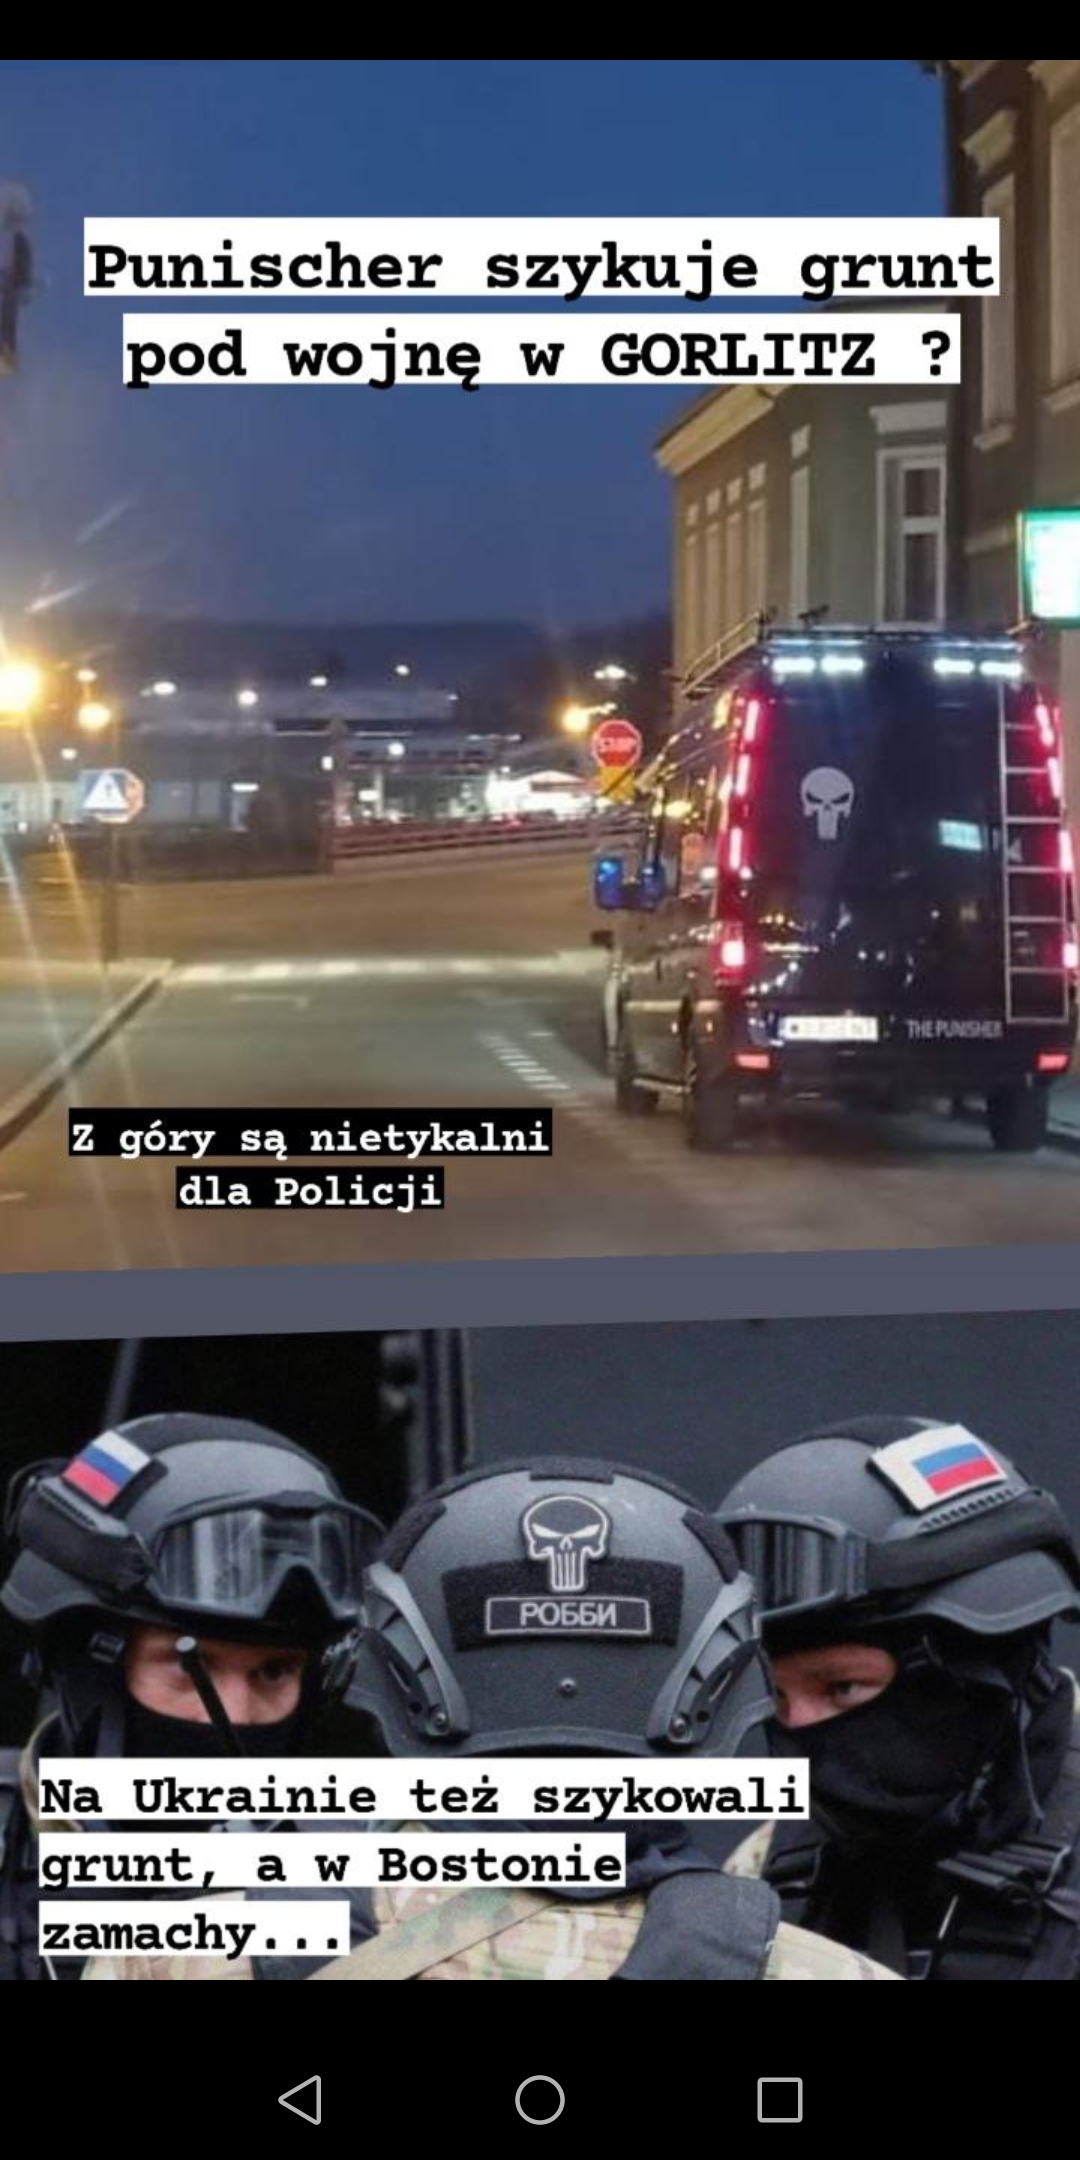 Punischer szykuje grunt
pod wojnę w GORLITZ ?
STOP
THE PUNISHER
Z góry są nietykalni
dla Policji
РОББИ
Na Ukrainie też szykowali
grunt, a w Bostonie
zamachy...